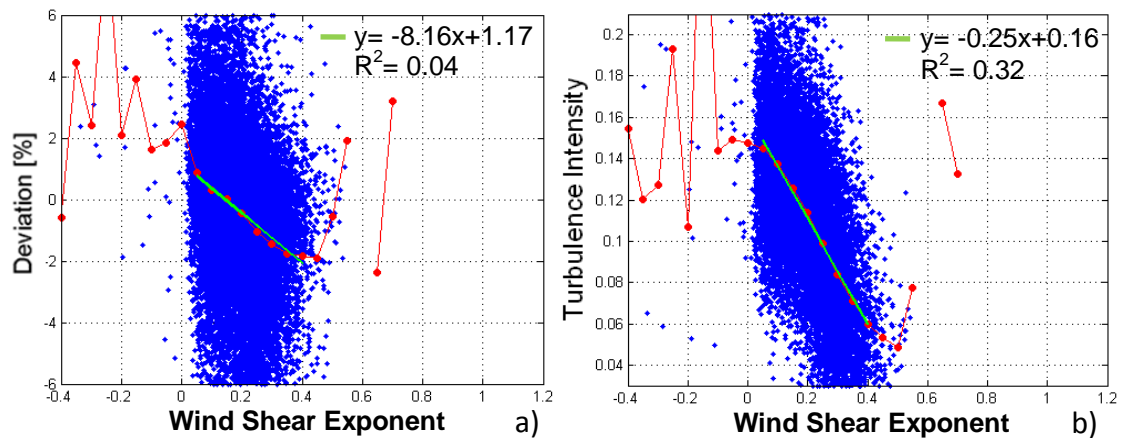 y= -8.16x+1.17
R²= 0.04
Deviation [%]
6
4
2
0
-2
-4
-6
-0.4 -0.2 0 0.2 0.4 0.6 0.8 1 1.2
Wind Shear Exponent
a)
y= -0.25x+0.16
R²= 0.32
Turbulence Intensity
0.2
0.18
0.16
0.14
0.12
0.1
0.08
0.06
0.04
-0.4 -0.2 0 0.2 0.4 0.6 0.8 1 1.2
Wind Shear Exponent
b)